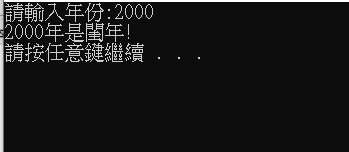 請輸入年份:2000
2000年是閏年!
請按任意鍵繼續 . . .